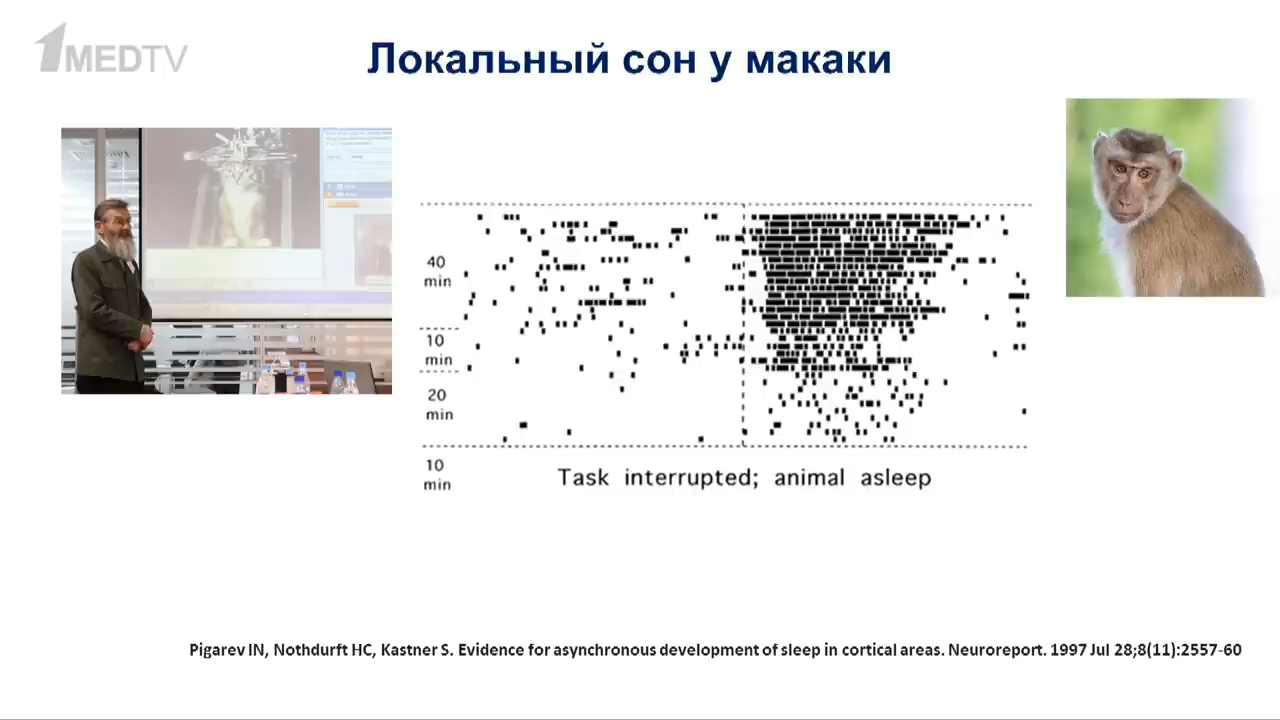 1MEDTV
Локальный сон у макаки
40
min
10
min
20
min
10
min
Task interrupted; animal asleep
Pigarev IN, Nothdurft HC, Kastner S. Evidence for asynchronous development of sleep in cortical areas. Neuroreport. 1997 Jul 28;8(11):2557-60